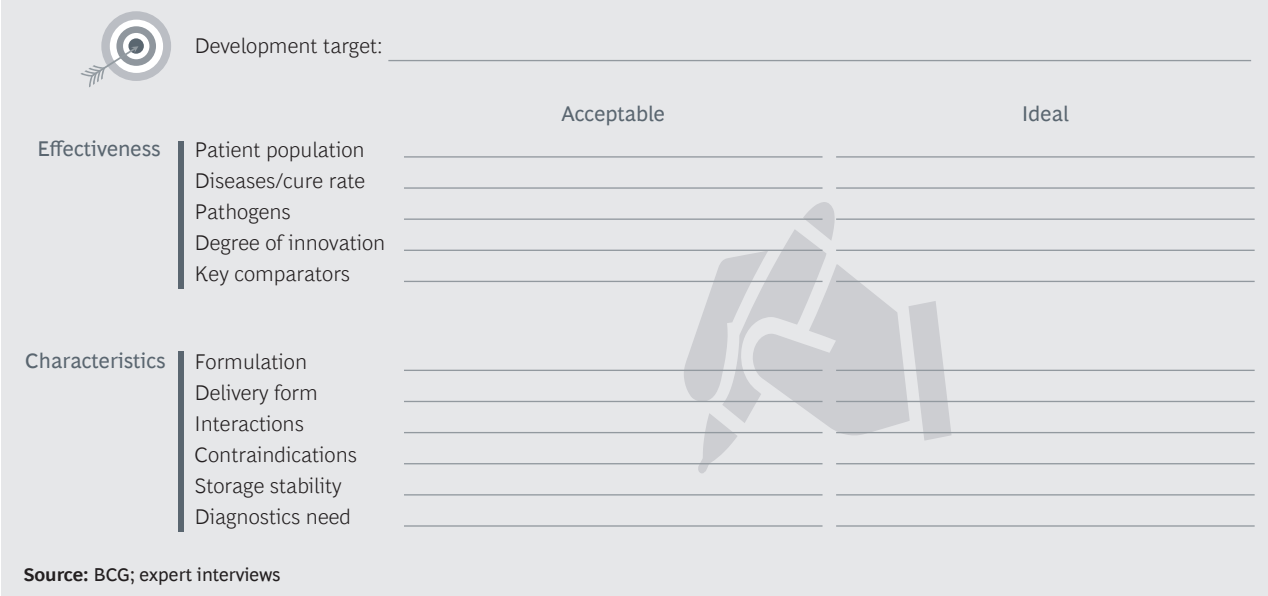 Development target:
Acceptable Ideal
Effectiveness Patient population
Diseases/cure rate
Pathogens
Degree of innovation
Key comparators
Characteristics Formulation
Delivery form
Interactions
Contraindications
Storage stability
Diagnostics need
Source: BCG; expert interviews